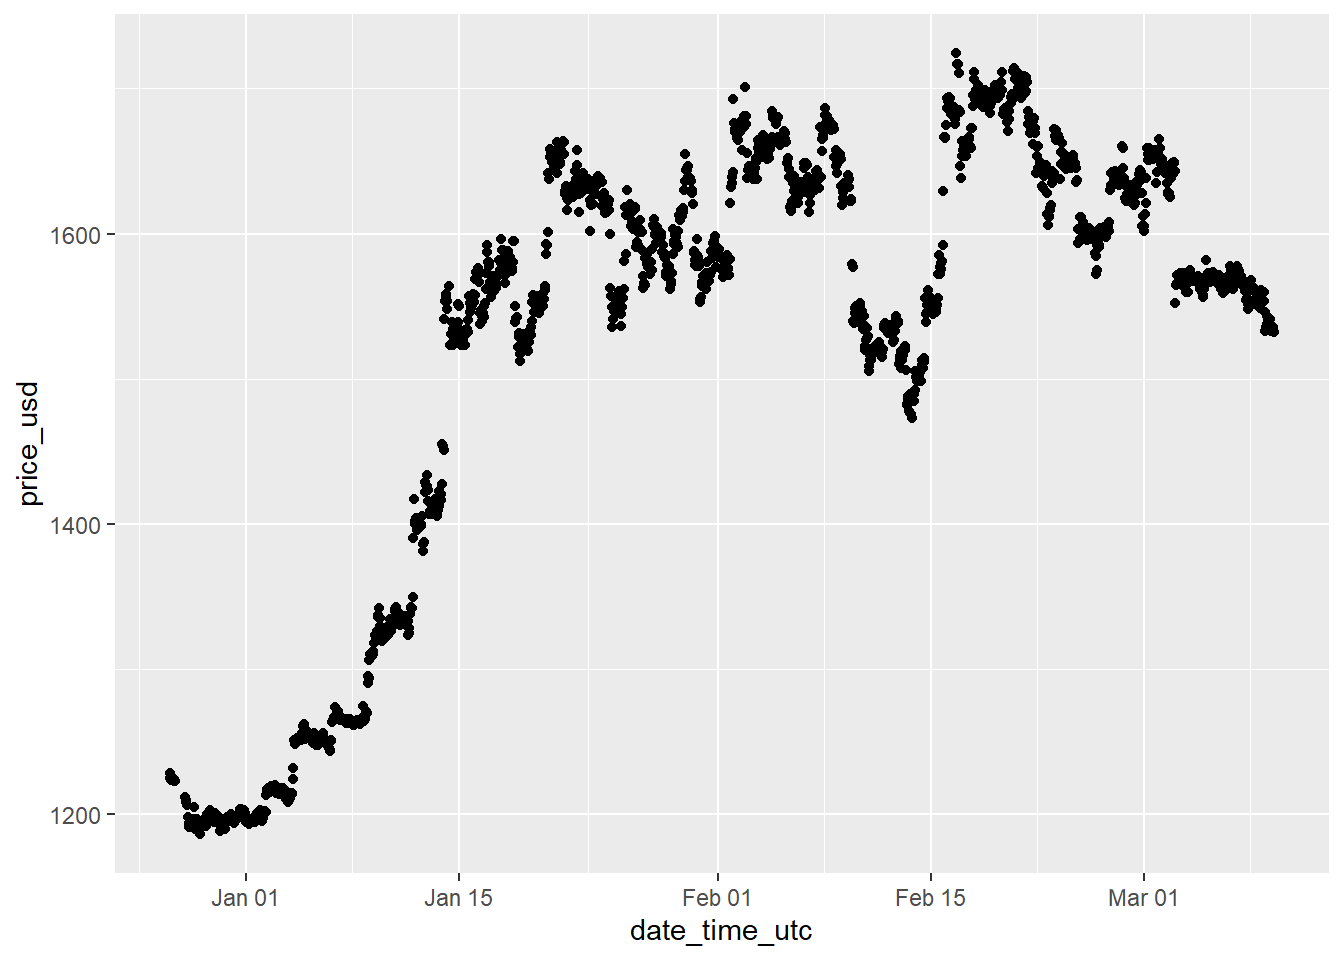 price_usd
1600
1400
1200
Jan 01
Jan 15
Feb 01
Feb 15
Mar 01
date_time_utc